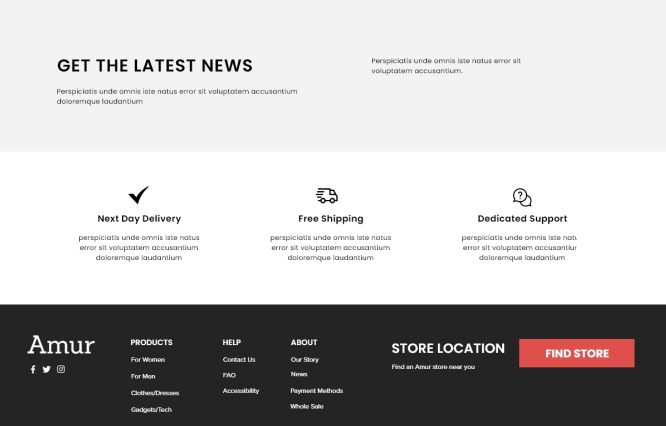 GET THE LATEST NEWS
Perspiciatis unde omnis iste natus error sit voluptatem accusantium
doloremque laudantium
Perspiciatis unde omnis iste natus error sit
voluptatem accusantium.
Next Day Delivery
perspiciatis unde omnis iste natus
error sit voluptatem accusantium
doloremque laudantium
Free Shipping
perspiciatis unde omnis iste natus
error sit voluptatem accusantium
doloremque laudantium
Dedicated Support
perspiciatis unde omnis iste natu
error sit voluptatem accusantiur
doloremque laudantium
Amur
PRODUCTS
For Women
For Men
Clothes/Dresses
Gadgets/Tech
HELP
Contact Us
FAO
Accessibility
ABOUT
Our Story
News
Payment Methods
Whole Sale
STORE LOCATION
Find an Amur store near you
FIND STORE